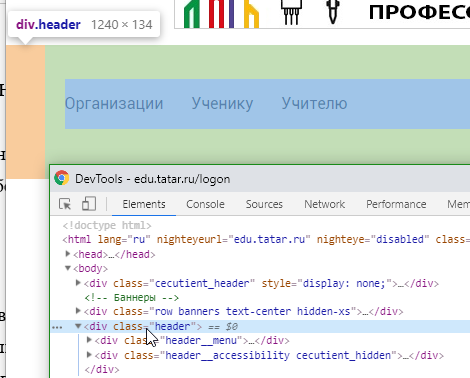 div.header 1240 × 134
ПРОФЕСС
Организации Ученику Учителю
DevTools - edu.tatar.ru/logon
Elements Console Sources Network Performance Mem
<!doctype html>
<html lang="ru" nighteyeurl="edu.tatar.ru" nighteye="disabled" class=
▶<head>…</head>
▼<body>
▶<div class="cecutient_header" style="display: none;">…</div>
<!-- Баннеры -->
▶<div class="row banners text-center hidden-xs">…</div>
… ▼<div class="header"> == $0
▶<div class="header__menu">…</div>
▶<div class="header__accessibility cecutient_hidden">…</div>
</div>